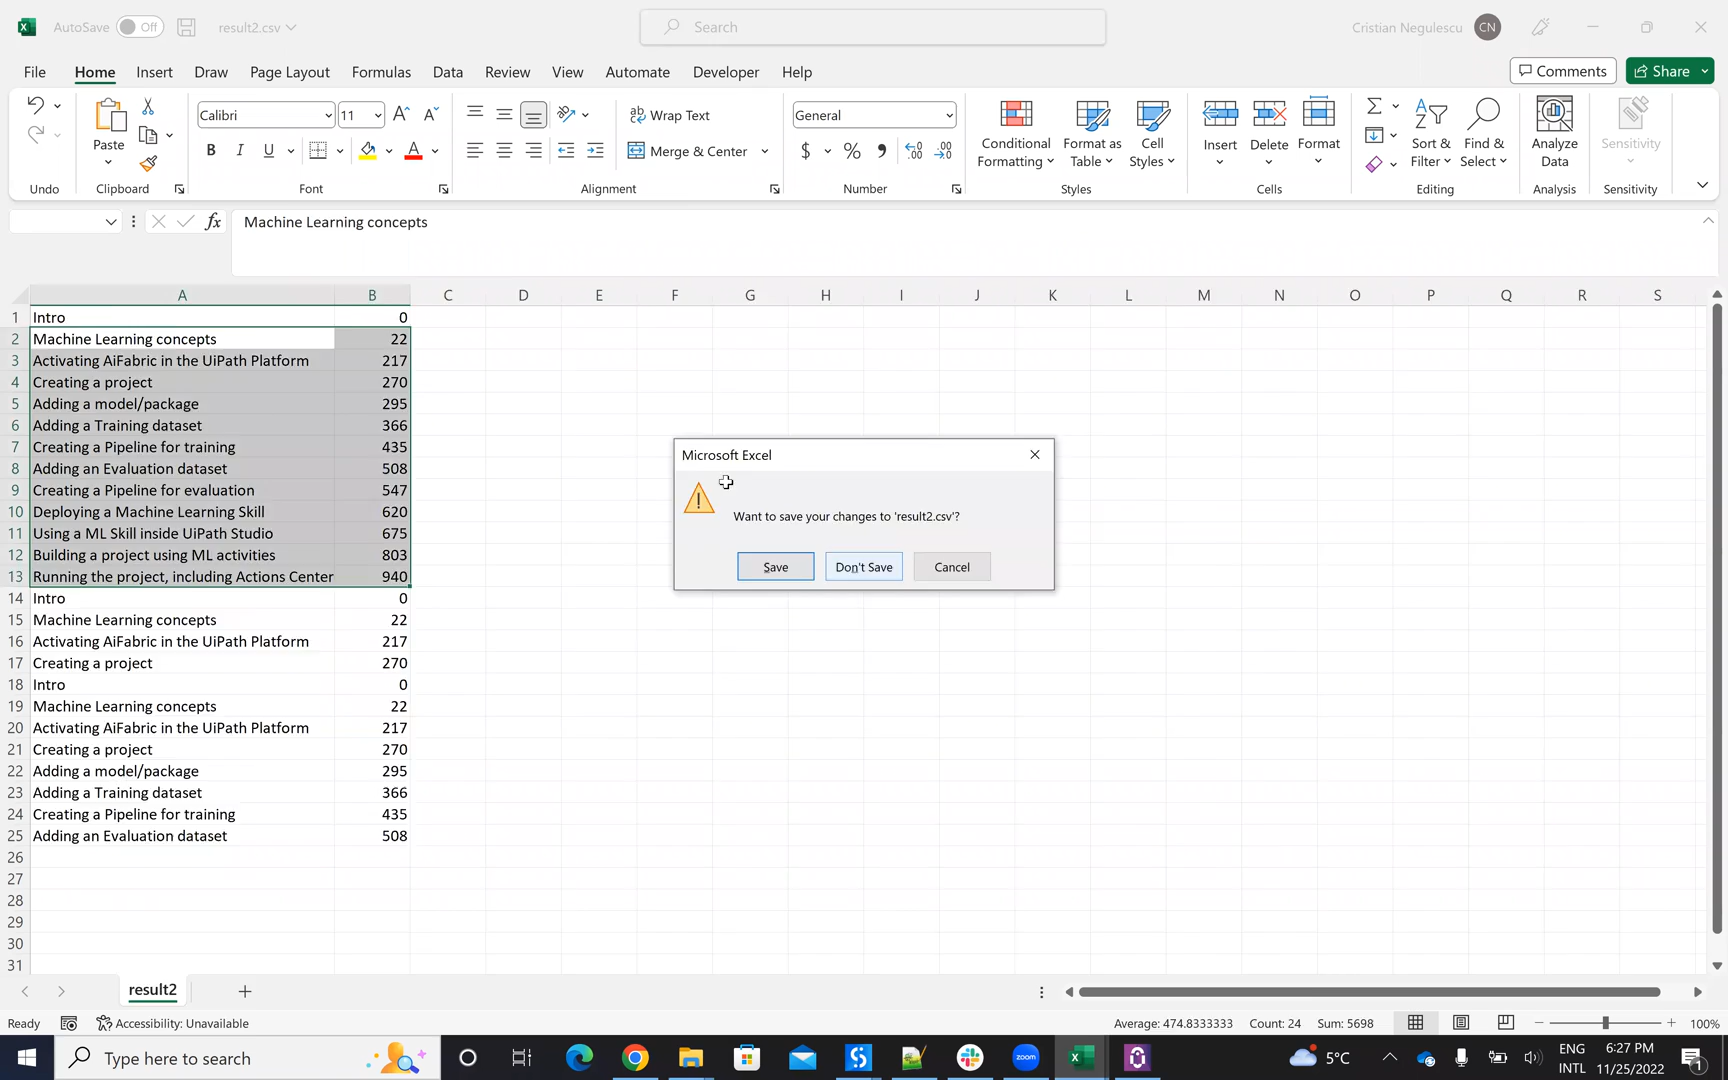 AutoSave Off result2.csv Search Cristian Negulescu CN
File Home Insert Draw Page Layout Formulas Data Review View Automate Developer Help Comments Share
Calibri 11 Wrap Text General
Paste B I U A Merge & Center $ % Conditional Formatting Format as Table Cell Styles Insert Delete Format Sort & Filter Find & Select Analyze Data Sensitivity
Undo Clipboard Font Alignment Number Styles Cells Editing Analysis Sensitivity
fx Machine Learning concepts
A B C D E F G H I J K L M N O P Q R S
1 Intro 0
2 Machine Learning concepts 22
3 Activating AiFabric in the UiPath Platform 217
4 Creating a project 270
5 Adding a model/package 295
6 Adding a Training dataset 366
7 Creating a Pipeline for training 435
8 Adding an Evaluation dataset 508
9 Creating a Pipeline for evaluation 547
10 Deploying a Machine Learning Skill 620
11 Using a ML Skill inside UiPath Studio 675
12 Building a project using ML activities 803
13 Running the project, including Actions Center 940
14 Intro 0
15 Machine Learning concepts 22
16 Activating AiFabric in the UiPath Platform 217
17 Creating a project 270
18 Intro 0
19 Machine Learning concepts 22
20 Activating AiFabric in the UiPath Platform 217
21 Creating a project 270
22 Adding a model/package 295
23 Adding a Training dataset 366
24 Creating a Pipeline for training 435
25 Adding an Evaluation dataset 508
26
27
28
29
30
31
Microsoft Excel
Want to save your changes to 'result2.csv'?
Save Don't Save Cancel
result2
Ready Accessibility: Unavailable Average: 474.8333333 Count: 24 Sum: 5698 100%
Type here to search zoom 5°C ENG INTL 6:27 PM 11/25/2022 1